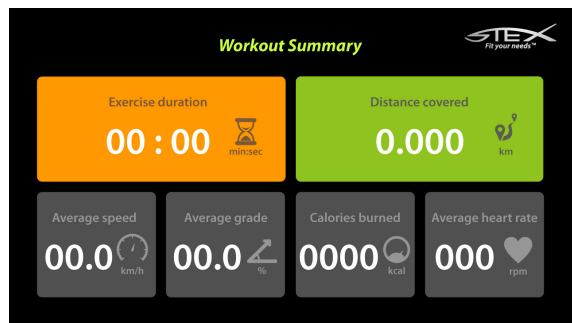 Workout Summary
STEX
Fit your needs™
Exercise duration
00 : 00
min:sec
Distance covered
0.000
km
Average speed
00.0
km/h
Average grade
00.0
%
Calories burned
0000
kcal
Average heart rate
000
rpm